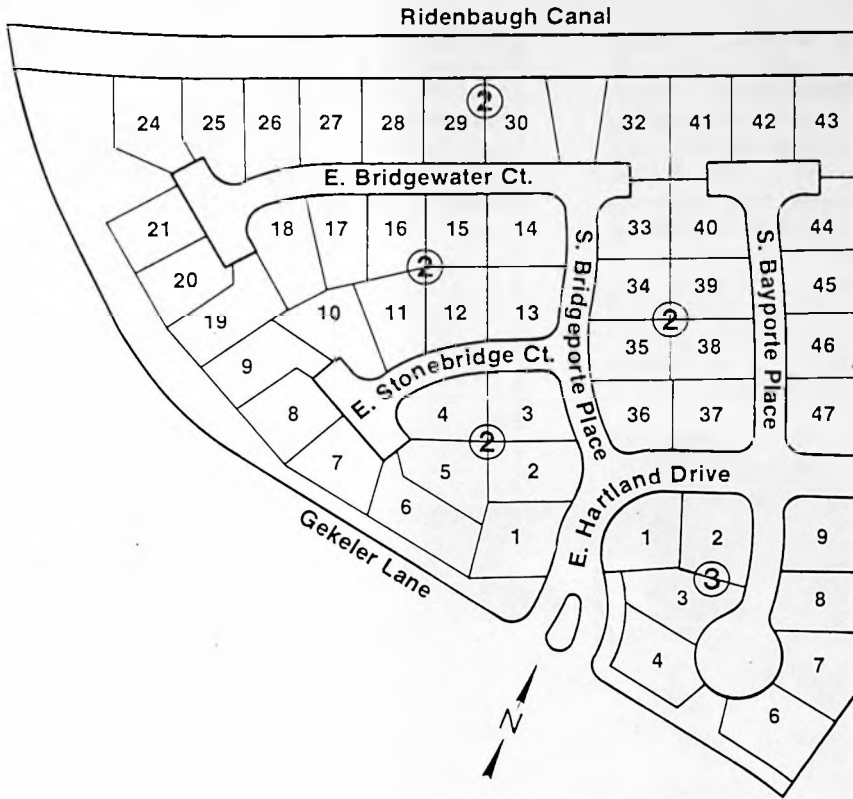 Ridenbaugh Canal
2
24 25 26 27 28 29 30 32 41 42 43
E. Bridgewater Ct.
21 18 17 16 15 14 33 40 44
S. Bridgeporte Place
S. Bayporte Place
2
20 34 39 45
19 10 11 12 13
2
9 35 38 46
E. Stonebridge Ct.
8 4 3 36 37 47
2
7 5 2
E. Hartland Drive
6 1
Gekeler Lane
1 2 9
3
3 8
4 7
6
N